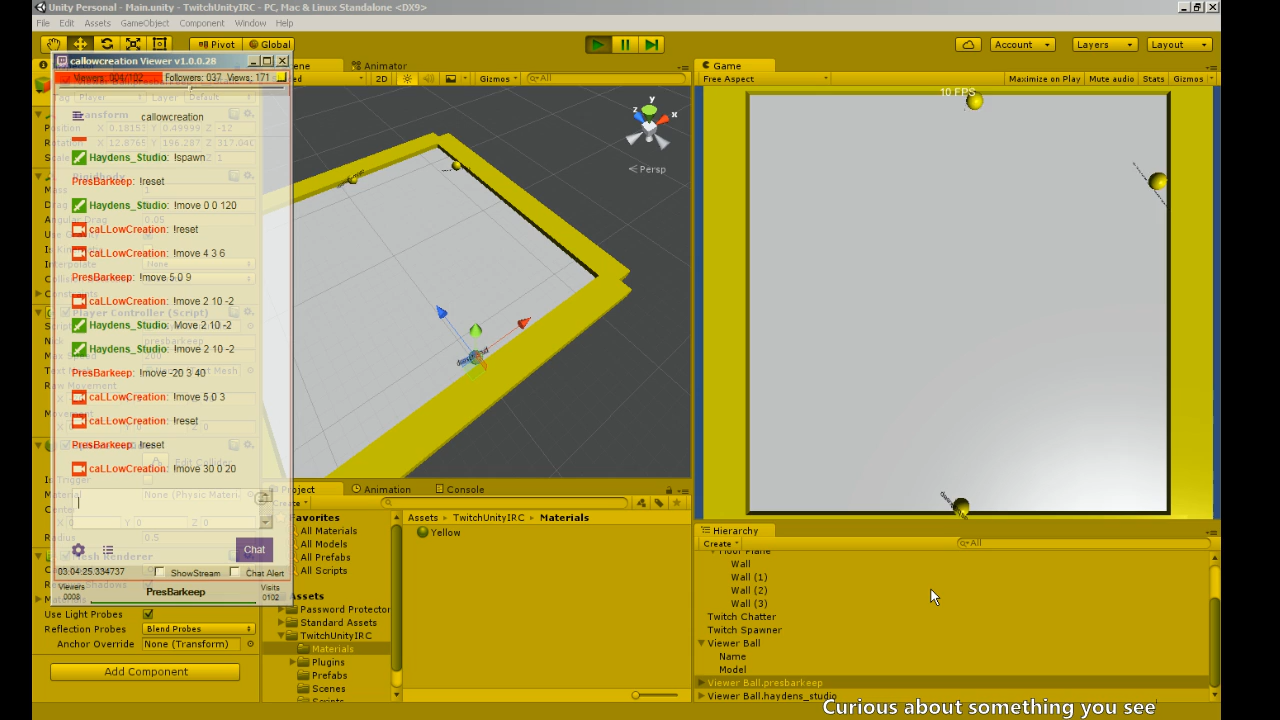 Unity Personal - Main.unity - TwitchUnityIRC - PC, Mac & Linux Standalone <DX9>
File Edit Assets GameObject Component Window Help
Pivot Global Account Layers Layout
callowcreation Viewer v1.0.0.28
Followers: 037 Views: 171
callowcreation
Haydens_Studio: !spawn
PresBarkeep: !reset
Haydens_Studio: !move 0 0 120
caLLowCreation: !reset
caLLowCreation: !move 4 3 6
PresBarkeep: !move 5 0 9
caLLowCreation: !move 2 10 -2
Haydens_Studio: Move 2 10 -2
Haydens_Studio: !move 2 10 -2
PresBarkeep: !move -20 3 40
caLLowCreation: !move 5 0 3
caLLowCreation: !reset
PresBarkeep: !reset
caLLowCreation: !move 30 0 20
Chat
03:04:25.334737 ShowStream Chat Alert
Viewers 0008
PresBarkeep
Visits 0102
Use Light Probes
Reflection Probes Blend Probes
Anchor Override None (Transform)
Add Component
Animator
2D Gizmos All
y
z x
Persp
Game
Free Aspect Maximize on Play Mute audio Stats Gizmos
10 FPS
Project Animation Console
Favorites
All Materials
All Models
All Prefabs
All Scripts
Assets
Password Protector
Standard Assets
TwitchUnityIRC
Materials
Plugins
Prefabs
Scenes
Assets TwitchUnityIRC Materials
Yellow
Hierarchy
Create All
Floor Plane
Wall
Wall (1)
Wall (2)
Wall (3)
Twitch Chatter
Twitch Spawner
Viewer Ball
Name
Model
Viewer Ball.presbarkeep
Viewer Ball.haydens_studio
Curious about something you see